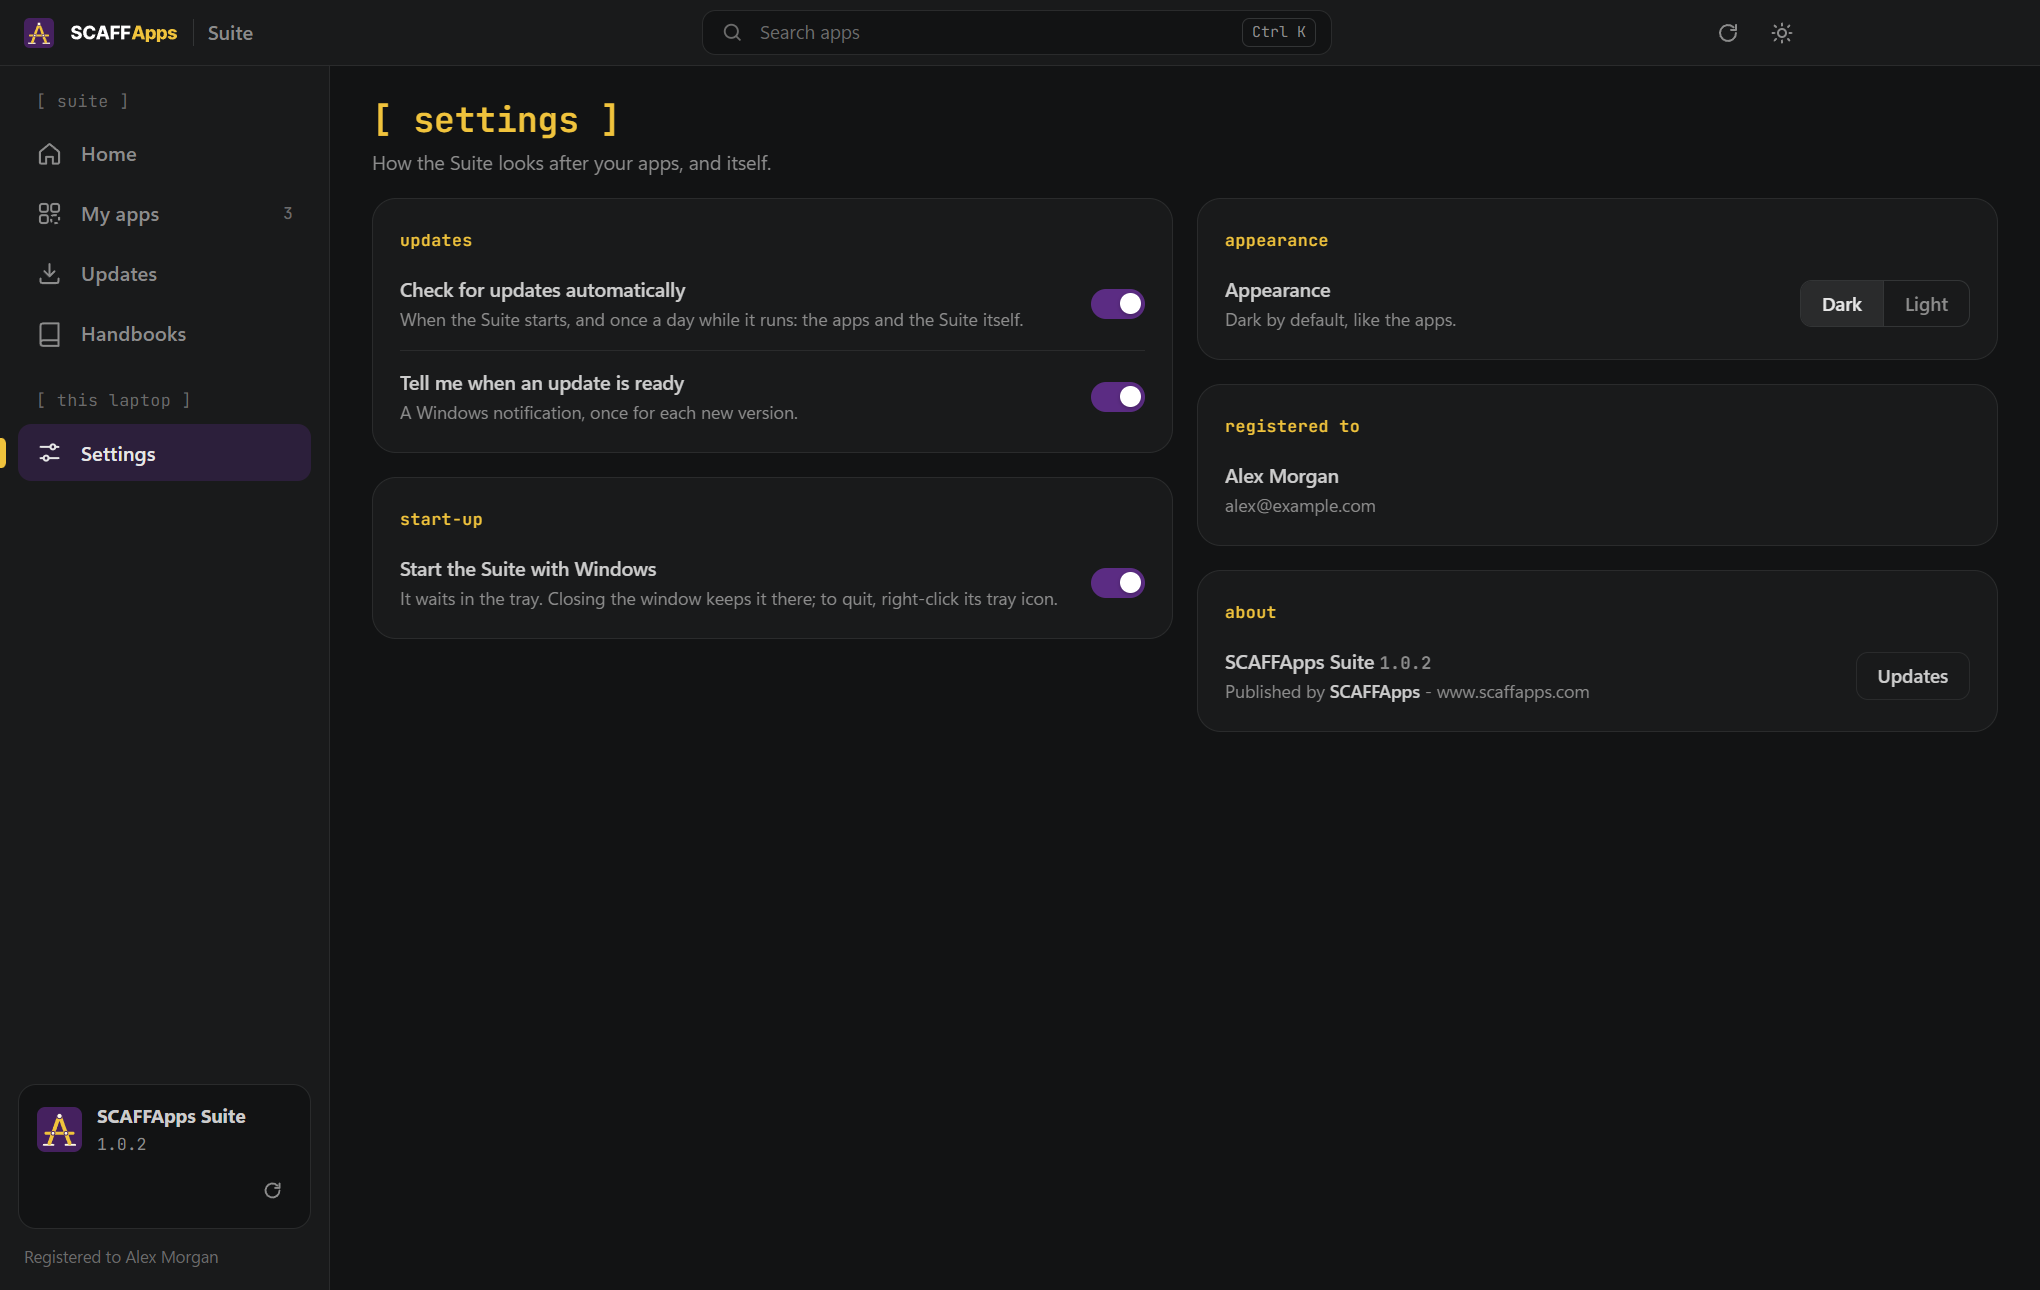 SCAFFApps Suite
Search apps
Ctrl K
[ suite ]
Home
My apps 3
Updates
Handbooks
[ this laptop ]
Settings
SCAFFApps Suite
1.0.2
Registered to Alex Morgan
[ settings ]
How the Suite looks after your apps, and itself.
updates
Check for updates automatically
When the Suite starts, and once a day while it runs: the apps and the Suite itself.
Tell me when an update is ready
A Windows notification, once for each new version.
start-up
Start the Suite with Windows
It waits in the tray. Closing the window keeps it there; to quit, right-click its tray icon.
appearance
Appearance
Dark by default, like the apps.
Dark Light
registered to
Alex Morgan
alex@example.com
about
SCAFFApps Suite 1.0.2
Published by SCAFFApps - www.scaffapps.com
Updates